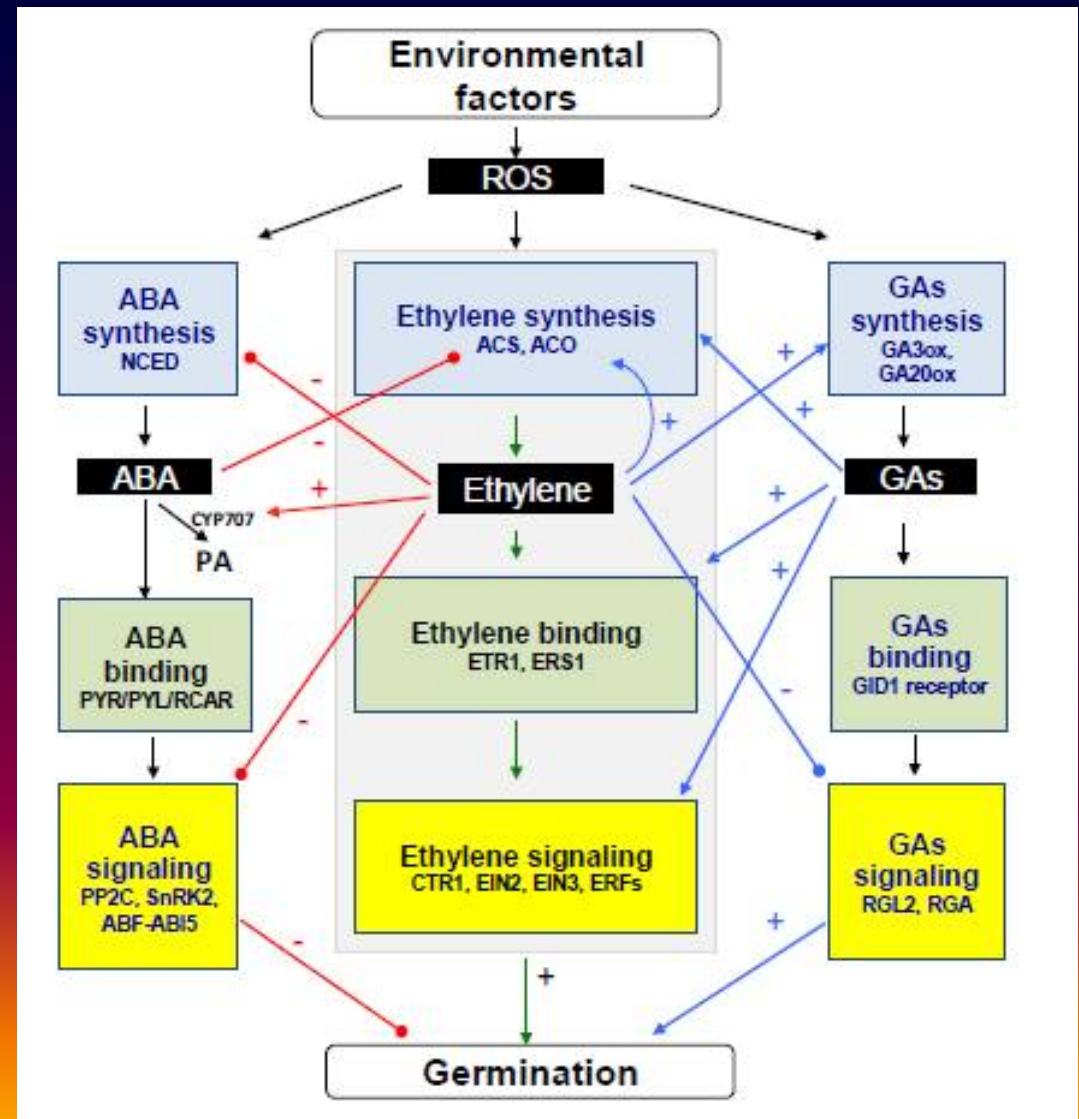 Environmental
factors
ROS
ABA
synthesis
NCED
Ethylene synthesis
ACS, ACO
GAs
synthesis
GA3ox,
GA20ox
-
-
+
+
+
+
ABA
Ethylene
GAs
CYP707
PA
+
+
ABA
binding
PYR/PYL/RCAR
Ethylene binding
ETR1, ERS1
GAs
binding
GID1 receptor
-
-
ABA
signaling
PP2C, SnRK2,
ABF-ABI5
Ethylene signaling
CTR1, EIN2, EIN3, ERFs
GAs
signaling
RGL2, RGA
-
+
+
Germination